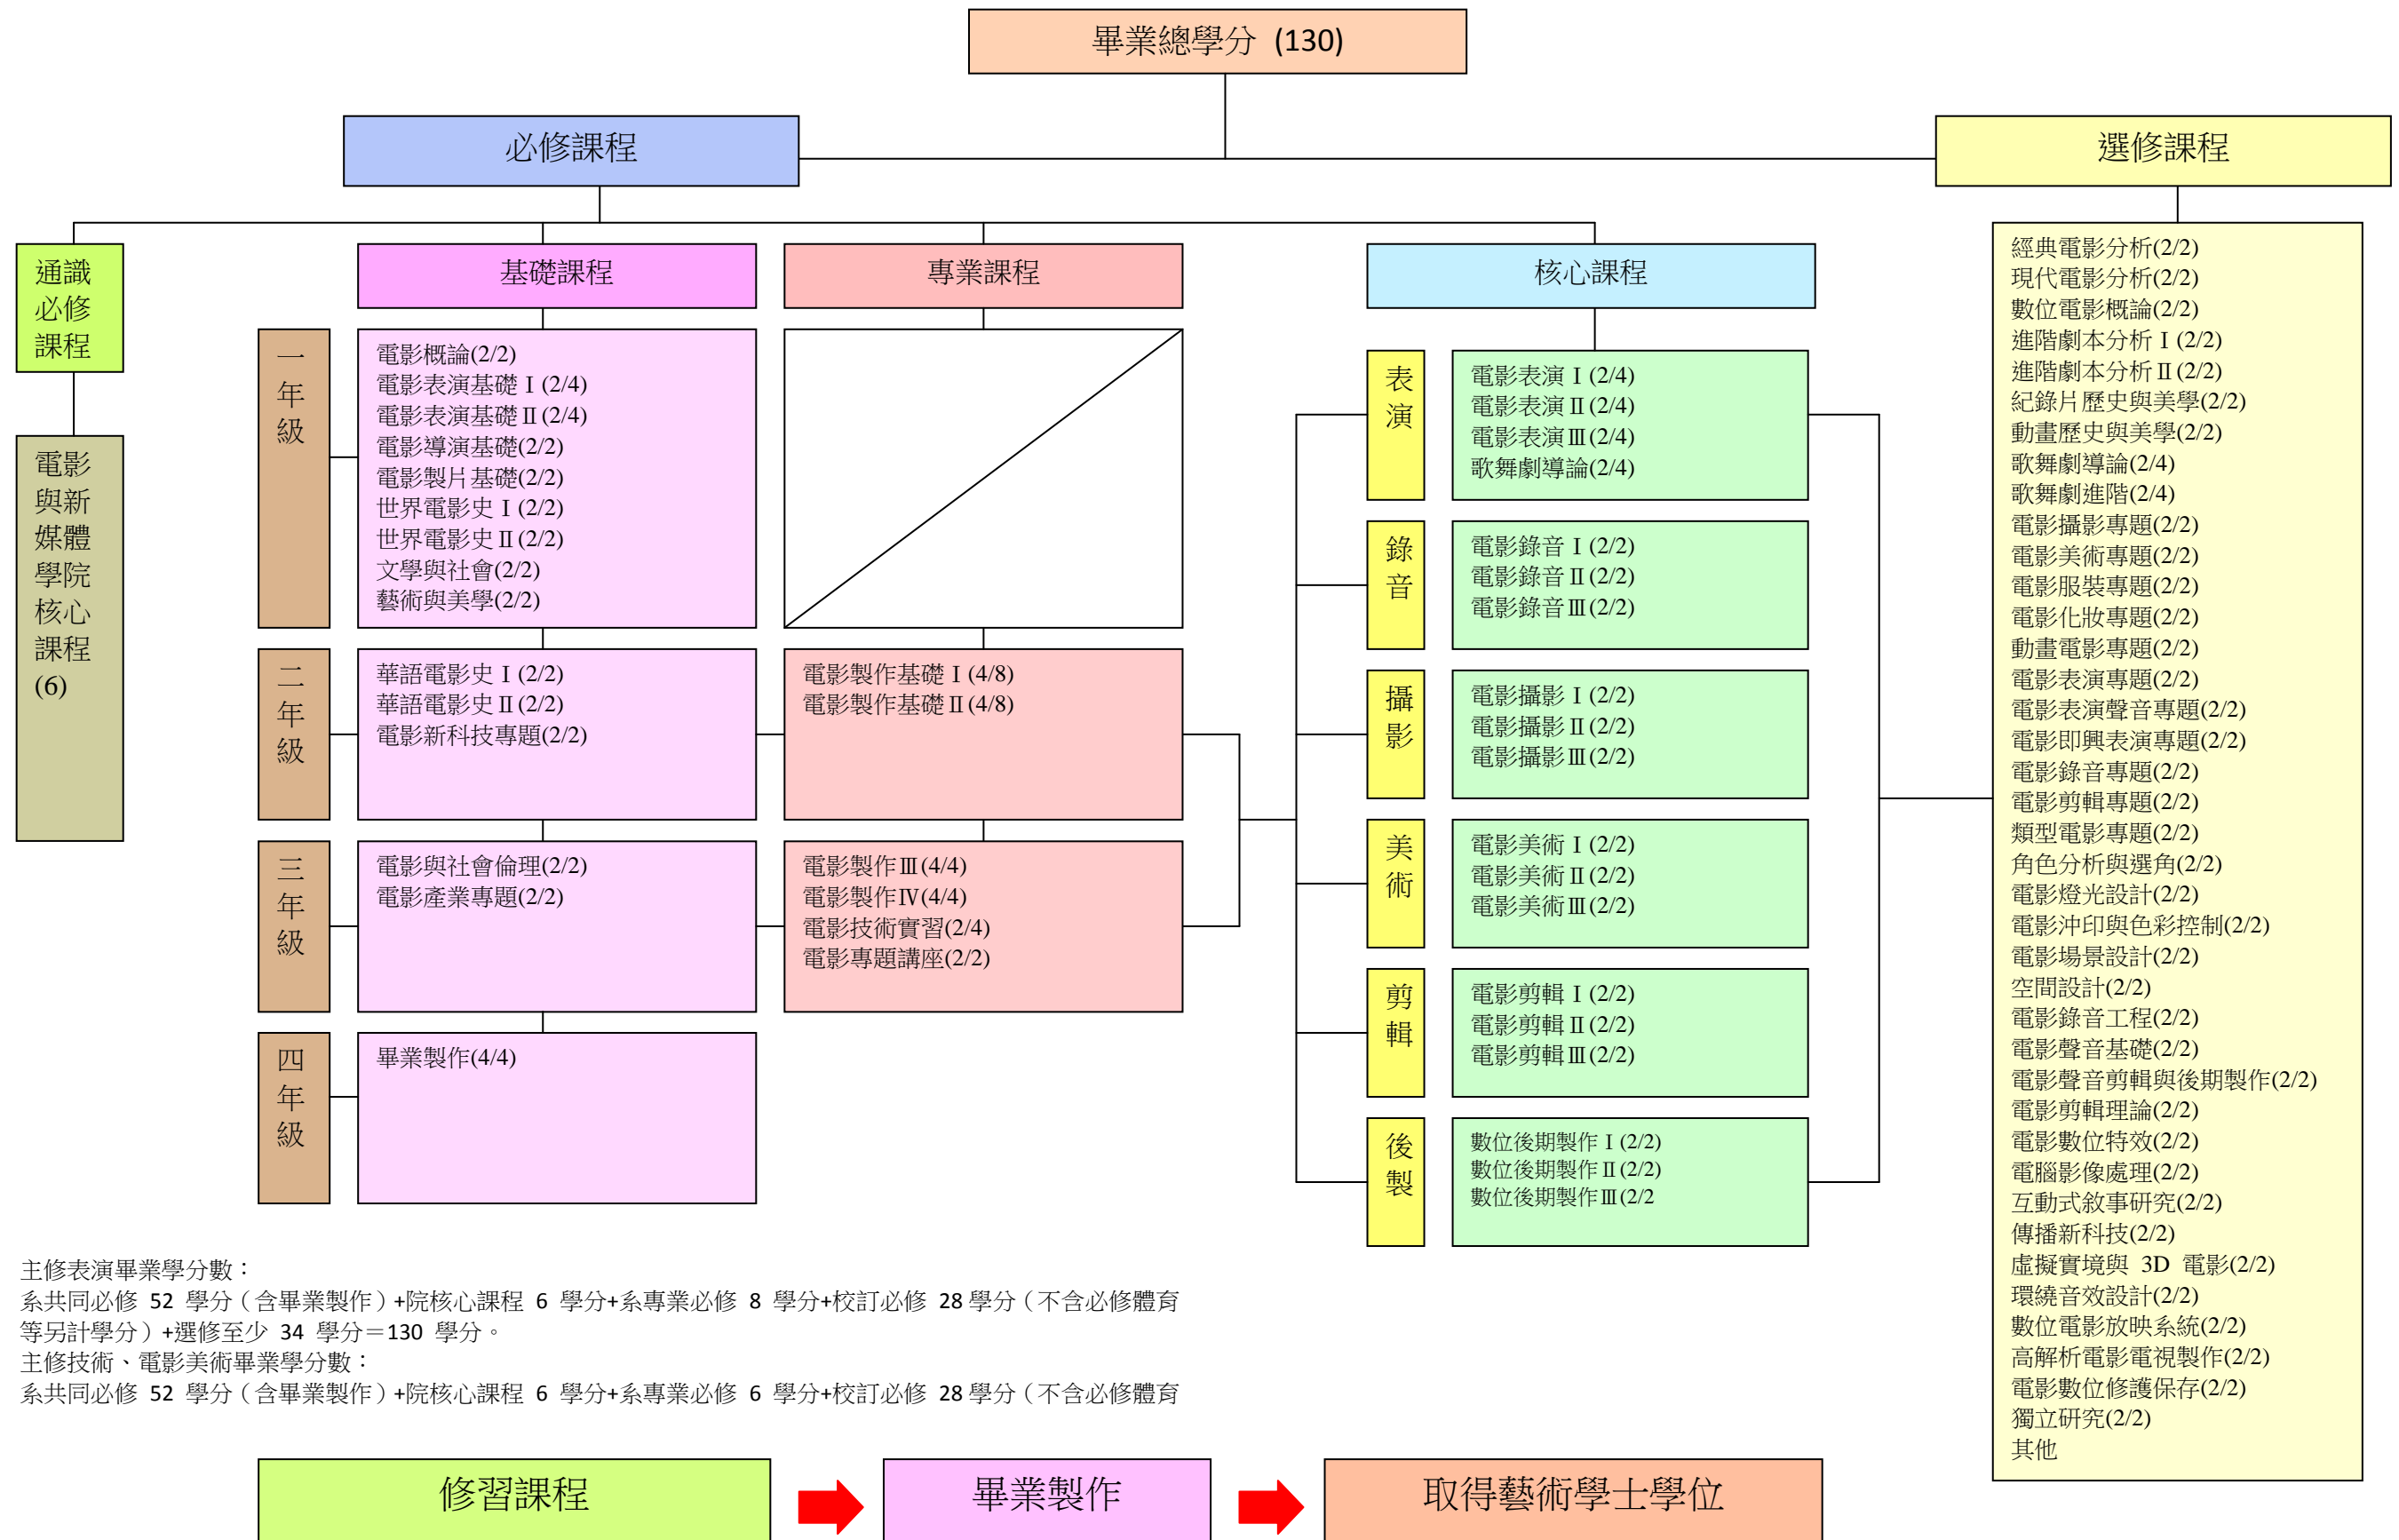 畢業總學分 (130)
必修課程
選修課程
通識
必修
課程
電影
與新
媒體
學院
核心
課程
(6)
基礎課程
專業課程
核心課程
一年級
電影概論(2/2)
電影表演基礎Ⅰ(2/4)
電影表演基礎Ⅱ(2/4)
電影導演基礎(2/2)
電影製片基礎(2/2)
世界電影史Ⅰ(2/2)
世界電影史Ⅱ(2/2)
文學與社會(2/2)
藝術與美學(2/2)
二年級
華語電影史Ⅰ(2/2)
華語電影史Ⅱ(2/2)
電影新科技專題(2/2)
電影製作基礎Ⅰ(4/8)
電影製作基礎Ⅱ(4/8)
三年級
電影與社會倫理(2/2)
電影產業專題(2/2)
電影製作Ⅲ(4/4)
電影製作Ⅳ(4/4)
電影技術實習(2/4)
電影專題講座(2/2)
四年級
畢業製作(4/4)
表演
電影表演Ⅰ(2/4)
電影表演Ⅱ(2/4)
電影表演Ⅲ(2/4)
歌舞劇導論(2/4)
錄音
電影錄音Ⅰ(2/2)
電影錄音Ⅱ(2/2)
電影錄音Ⅲ(2/2)
攝影
電影攝影Ⅰ(2/2)
電影攝影Ⅱ(2/2)
電影攝影Ⅲ(2/2)
美術
電影美術Ⅰ(2/2)
電影美術Ⅱ(2/2)
電影美術Ⅲ(2/2)
剪輯
電影剪輯Ⅰ(2/2)
電影剪輯Ⅱ(2/2)
電影剪輯Ⅲ(2/2)
後製
數位後期製作Ⅰ(2/2)
數位後期製作Ⅱ(2/2)
數位後期製作Ⅲ(2/2
經典電影分析(2/2)
現代電影分析(2/2)
數位電影概論(2/2)
進階劇本分析Ⅰ(2/2)
進階劇本分析Ⅱ(2/2)
紀錄片歷史與美學(2/2)
動畫歷史與美學(2/2)
歌舞劇導論(2/4)
歌舞劇進階(2/4)
電影攝影專題(2/2)
電影美術專題(2/2)
電影服裝專題(2/2)
電影化妝專題(2/2)
動畫電影專題(2/2)
電影表演專題(2/2)
電影表演聲音專題(2/2)
電影即興表演專題(2/2)
電影錄音專題(2/2)
電影剪輯專題(2/2)
類型電影專題(2/2)
角色分析與選角(2/2)
電影燈光設計(2/2)
電影沖印與色彩控制(2/2)
電影場景設計(2/2)
空間設計(2/2)
電影錄音工程(2/2)
電影聲音基礎(2/2)
電影聲音剪輯與後期製作(2/2)
電影剪輯理論(2/2)
電影數位特效(2/2)
電腦影像處理(2/2)
互動式敘事研究(2/2)
傳播新科技(2/2)
虛擬實境與 3D 電影(2/2)
環繞音效設計(2/2)
數位電影放映系統(2/2)
高解析電影電視製作(2/2)
電影數位修護保存(2/2)
獨立研究(2/2)
其他
主修表演畢業學分數：
系共同必修 52 學分（含畢業製作）+院核心課程 6 學分+系專業必修 8 學分+校訂必修 28 學分（不含必修體育
等另計學分）+選修至少 34 學分＝130 學分。
主修技術、電影美術畢業學分數：
系共同必修 52 學分（含畢業製作）+院核心課程 6 學分+系專業必修 6 學分+校訂必修 28 學分（不含必修體育
修習課程
畢業製作
取得藝術學士學位